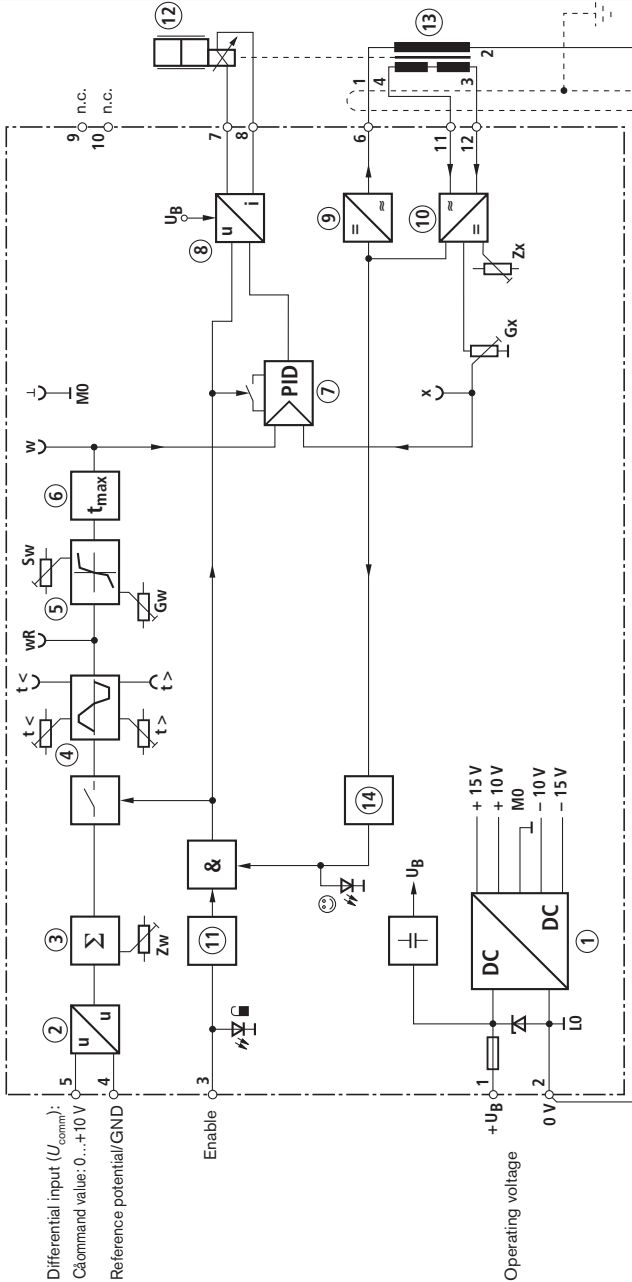 Differential input (Ucomm):
Cåommand value: 0...+10 V
Reference potential/GND
Enable
Operating voltage
5
4
3
+UB
1
0 V
2
2
u
u
3
Σ
Zw
4
t <
t <
t >
t >
wR
5
Sw
Gw
6
tmax
w
⊥
M0
9
n.c.
10
n.c.
11
&
14
UB
DC
DC
1
L0
+ 15 V
+ 10 V
M0
– 10 V
– 15 V
PID
7
UB
u
i
8
7
8
12
x
Gx
Zx
=
≈
9
≈
=
10
6
11
12
1
4
3
2
13